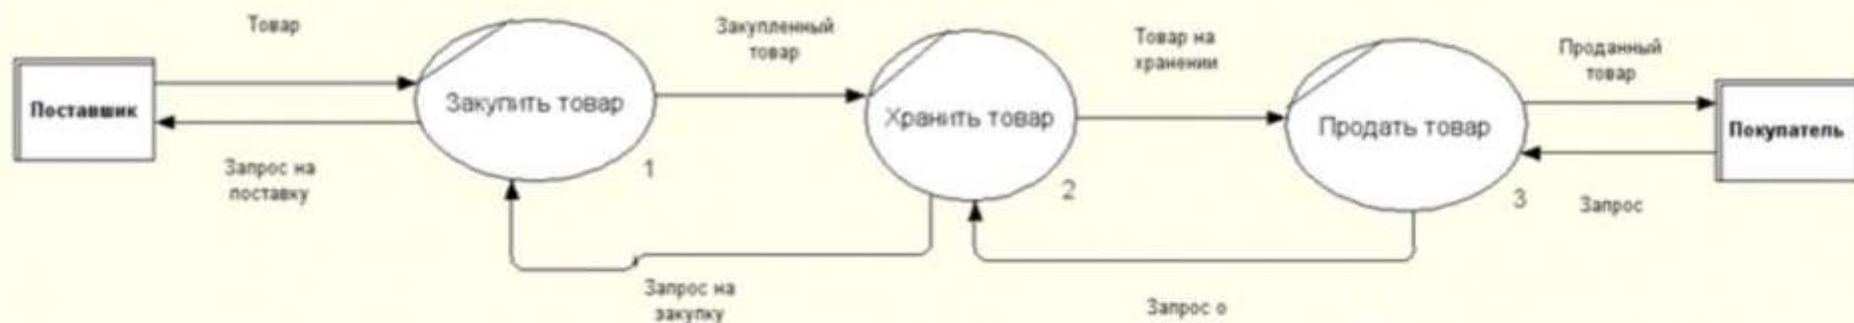 Товар
Поставшик
Запрос на
поставку
Закупить товар
1
Закупленный
товар
Запрос на
закупку
Хранить товар
2
Товар на
хранении
Запрос о
Продать товар
3
Проданный
товар
Запрос
Покупатель